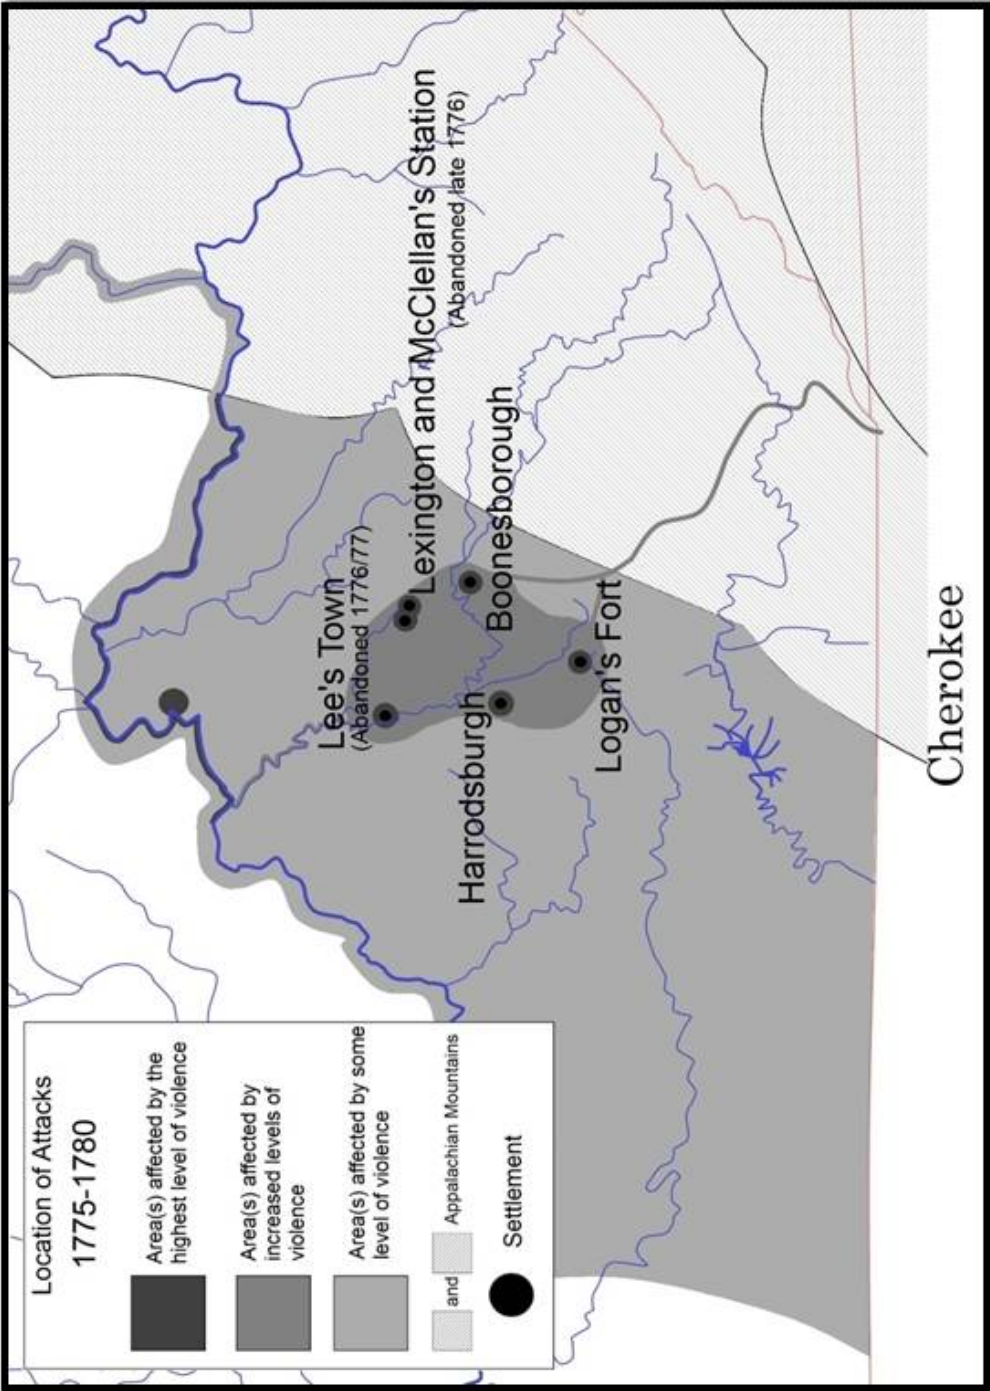 Location of Attacks
1775-1780
Area(s) affected by the
highest level of violence
Area(s) affected by
increased levels of
violence
Area(s) affected by some
level of violence
and
Appalachian Mountains
Settlement
Lee's Town
(Abandoned 1776/77)
Lexington and McClellan's Station
(Abandoned late 1776)
Harrodsburgh
Boonesborough
Logan's Fort
Cherokee